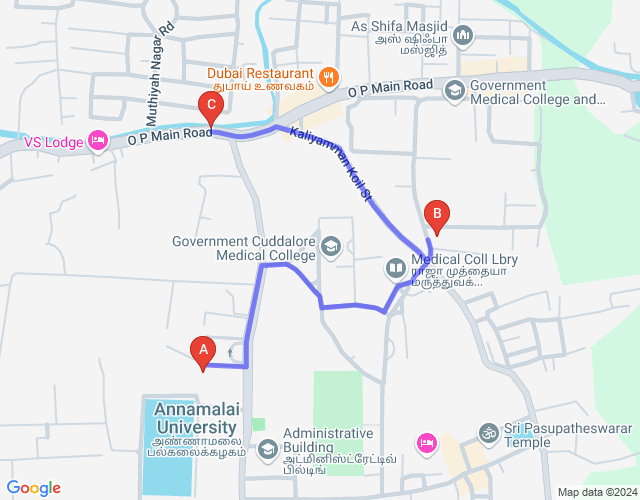 As Shifa Masjid
அஸ் ஷிஃபா
மஸ்ஜித்
Muthiyah Nagar Rd
Dubai Restaurant
துபாய் உணவகம்
O P Main Road
Government
Medical College and...
C
VS Lodge
O P Main Road
Kaliyamman Koil St
B
Government Cuddalore
Medical College
Medical Coll Lbry
ராஜா முத்தையா
மருத்துவக்...
A
Annamalai
University
அண்ணாமலை
பல்கலைக்கழகம்
Administrative
Building
அட்மினிஸ்ட்ரேட்டிவ்
பில்டிங்
Sri Pasupatheswarar
Temple
Google
Map data ©2024